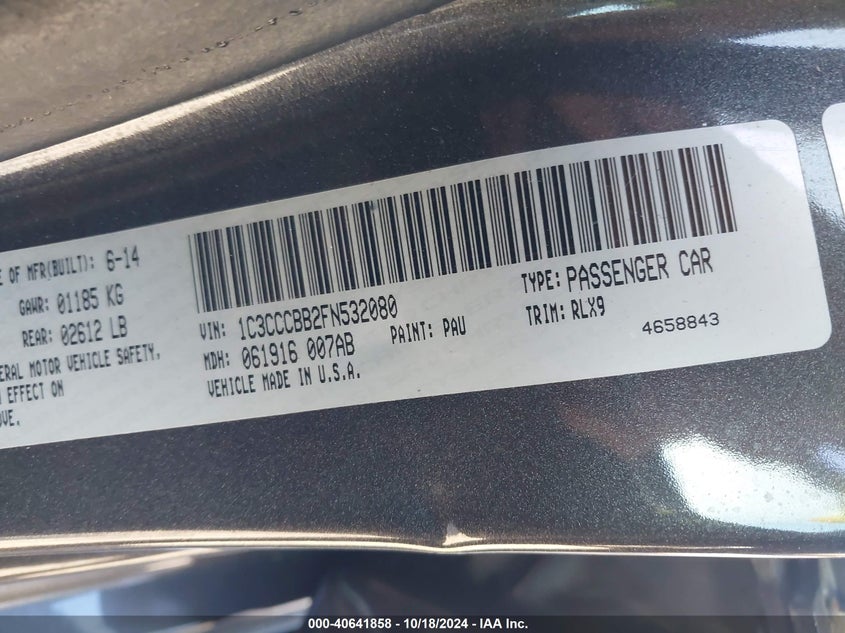 E OF MFR(BUILT): 6-14
GAWR: 01185 KG
REAR: 02612 LB
ERAL MOTOR VEHICLE SAFETY,
EFFECT ON
OVE.
VIN: 1C3CCCBB2FN532080
MDH: 061916 007AB
VEHICLE MADE IN U.S.A.
PAINT: PAU
TYPE: PASSENGER CAR
TRIM: RLX9
4658843
000-40641858 - 10/18/2024 - IAA Inc.